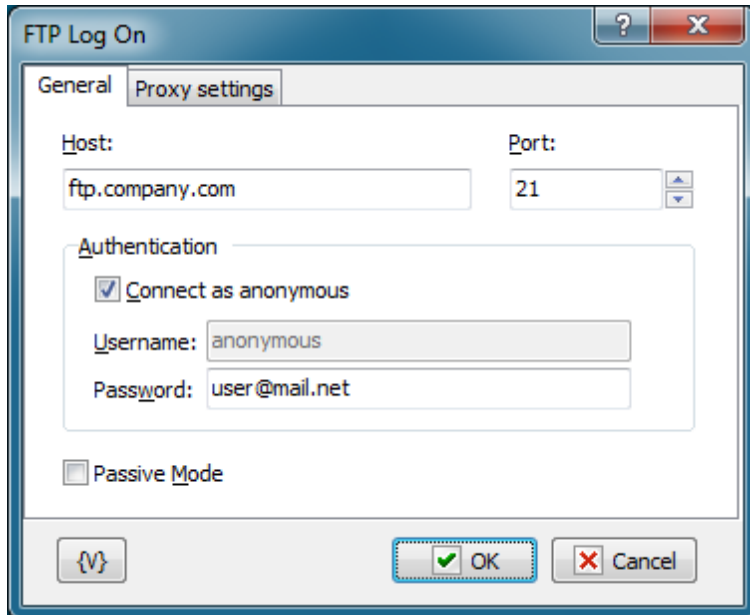 FTP Log On
?
X
General
Proxy settings
Host:
Port:
ftp.company.com
21
Authentication
Connect as anonymous
Username:
anonymous
Password:
user@mail.net
Passive Mode
{V}
OK
Cancel